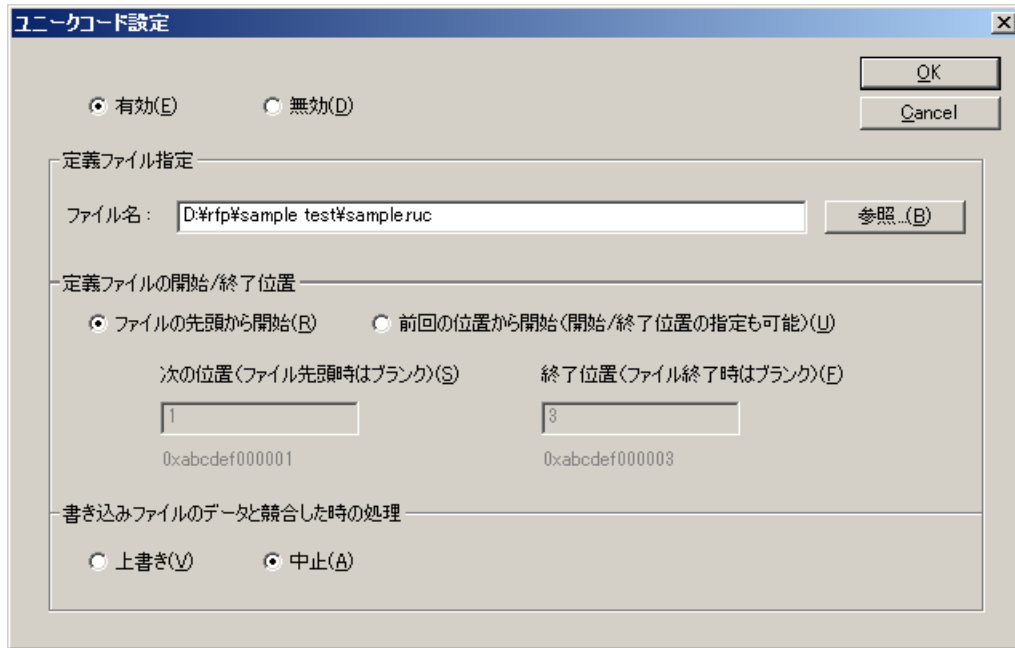 ユニークコード設定
OK
有効(E) 無効(D)
Cancel
定義ファイル指定
ファイル名： D:¥rfp¥sample test¥sample.ruc 参照...(B)
定義ファイルの開始/終了位置
ファイルの先頭から開始(R) 前回の位置から開始(開始/終了位置の指定も可能)(U)
次の位置(ファイル先頭時はブランク)(S) 終了位置(ファイル終了時はブランク)(F)
1 3
0xabcdef000001 0xabcdef000003
書き込みファイルのデータと競合した時の処理
上書き(V) 中止(A)